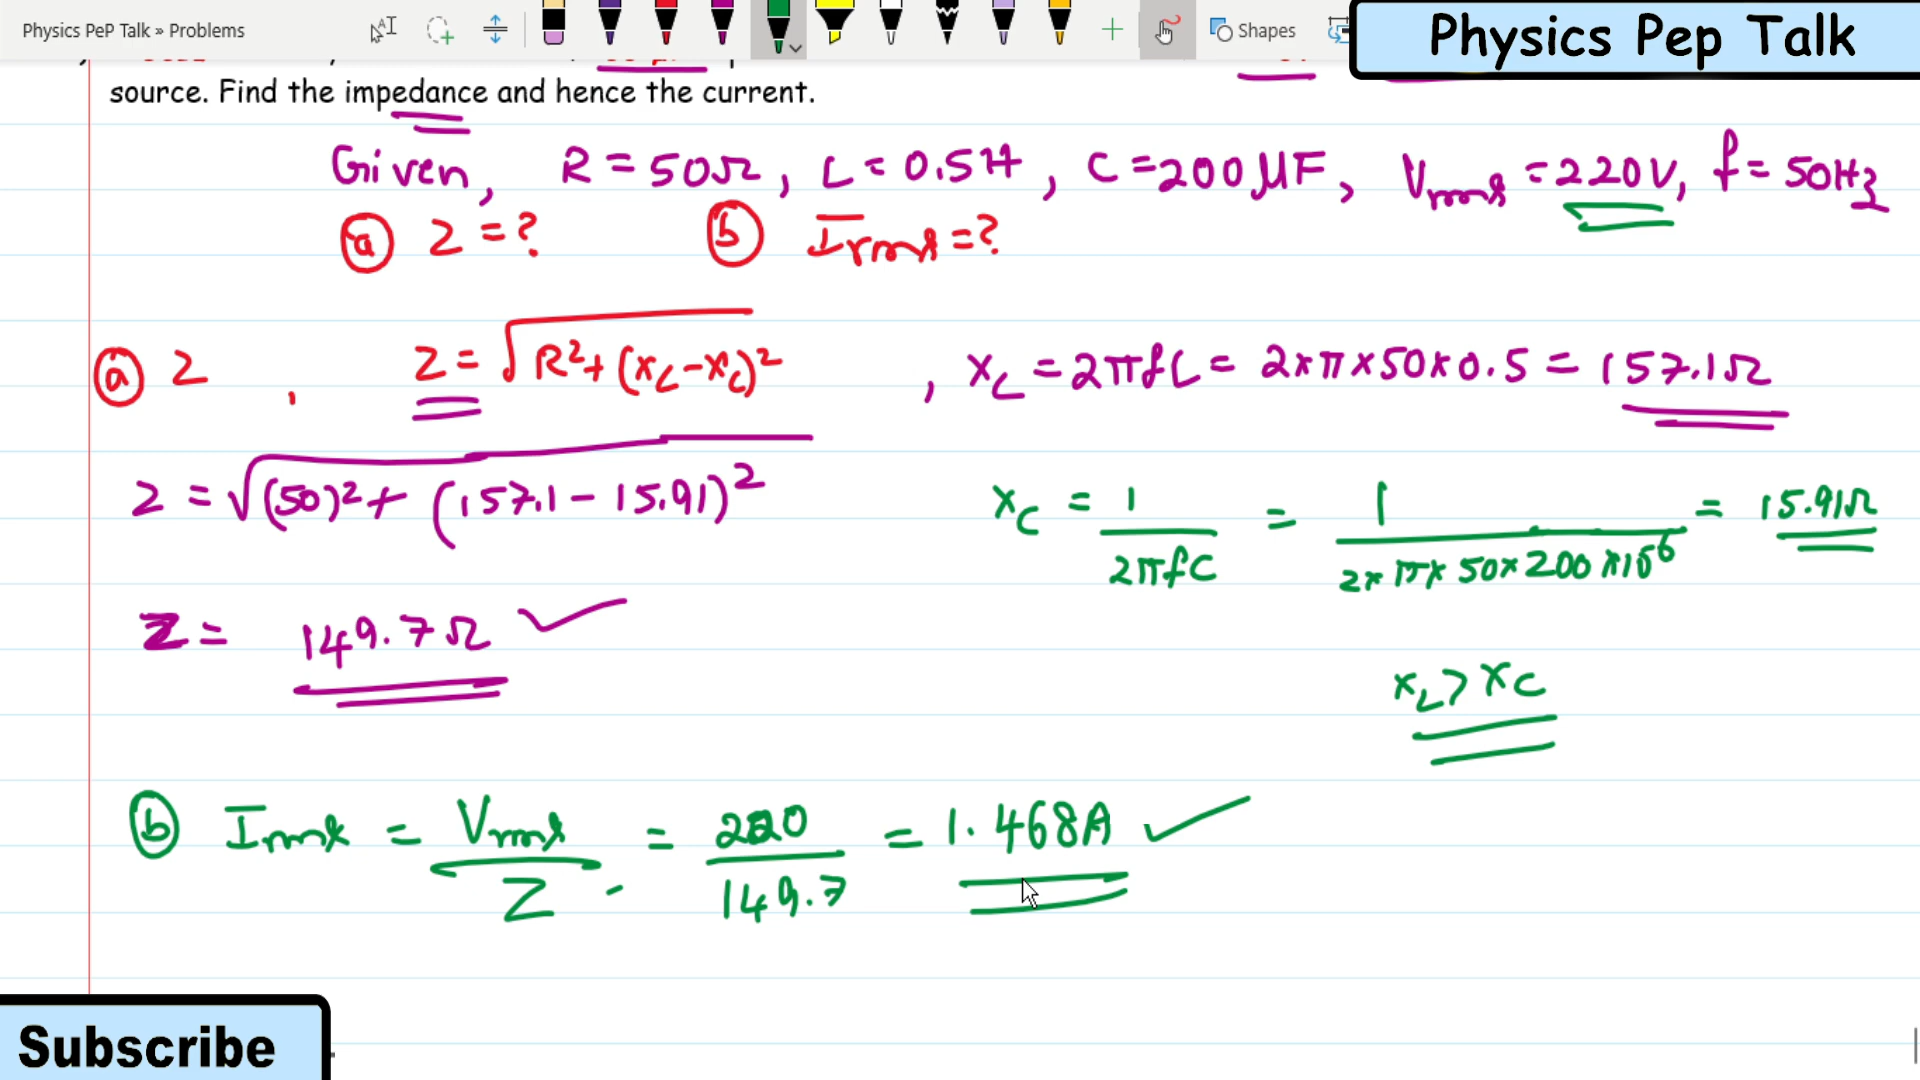 Physics PeP Talk » Problems
Shapes
Physics Pep Talk
source. Find the impedance and hence the current.
Given, R = 50Ω, L = 0.5H, C = 200μF, Vrms = 220V, f = 50Hz
ⓐ Z = ? ⓑ Irms = ?
ⓐ Z , Z = √R² + (XL - XC)² , XL = 2πfL = 2×π×50×0.5 = 157.1Ω
Z = √(50)² + (157.1 - 15.91)²
XC = 1/2πfC = 1/2×π×50×200×10⁻⁶ = 15.91Ω
Z = 149.7Ω ✓
XL > XC
ⓑ Irms = Vrms/Z = 220/149.7 = 1.468A ✓
Subscribe